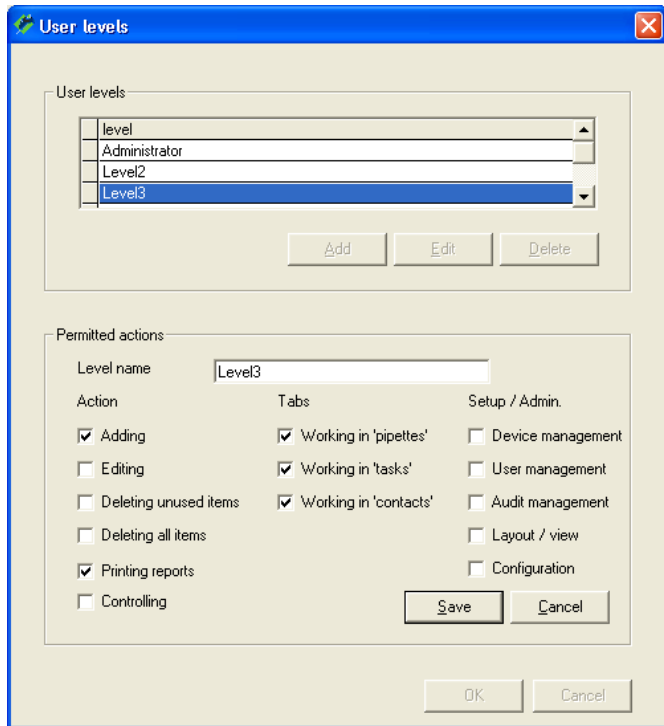 User levels
User levels
level
Administrator
Level2
Level3
Add Edit Delete
Permitted actions
Level name Level3
Action Tabs Setup / Admin.
Adding Working in 'pipettes' Device management
Editing Working in 'tasks' User management
Deleting unused items Working in 'contacts' Audit management
Deleting all items Layout / view
Printing reports Configuration
Controlling Save Cancel
OK Cancel